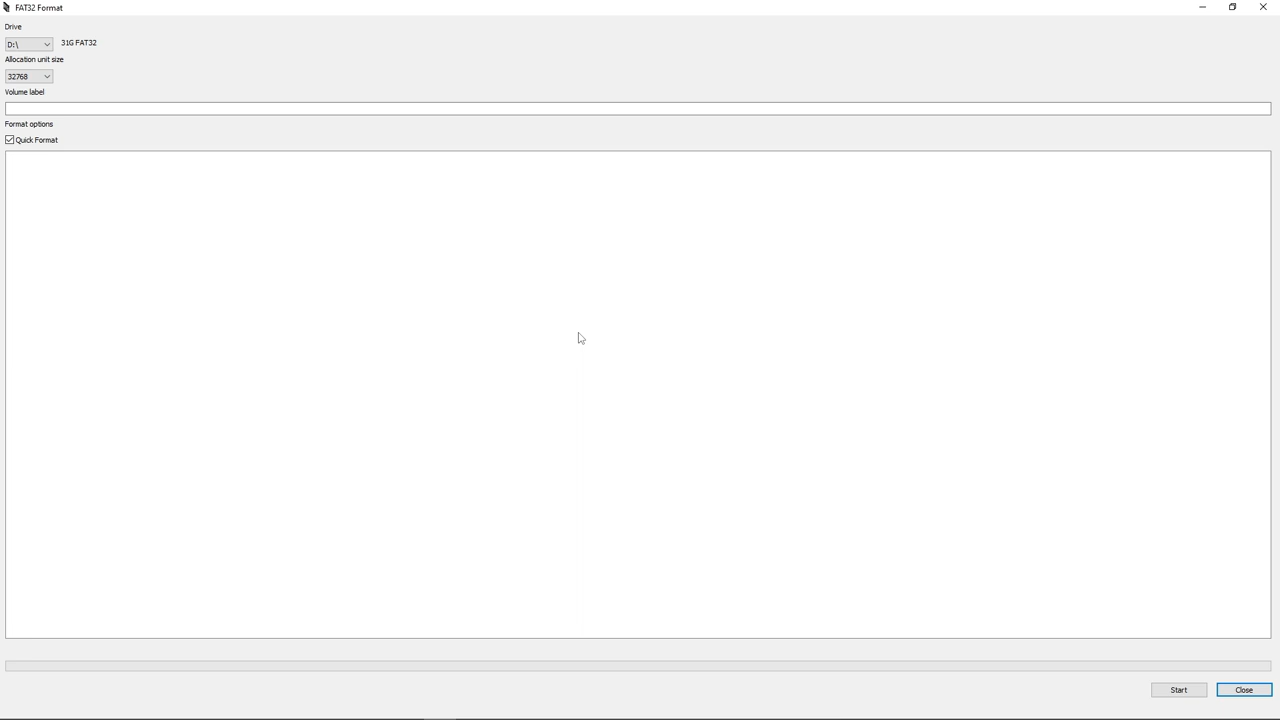 FAT32 Format
Drive
D:\ 31G FAT32
Allocation unit size
32768
Volume label
Format options
Quick Format
Start Close